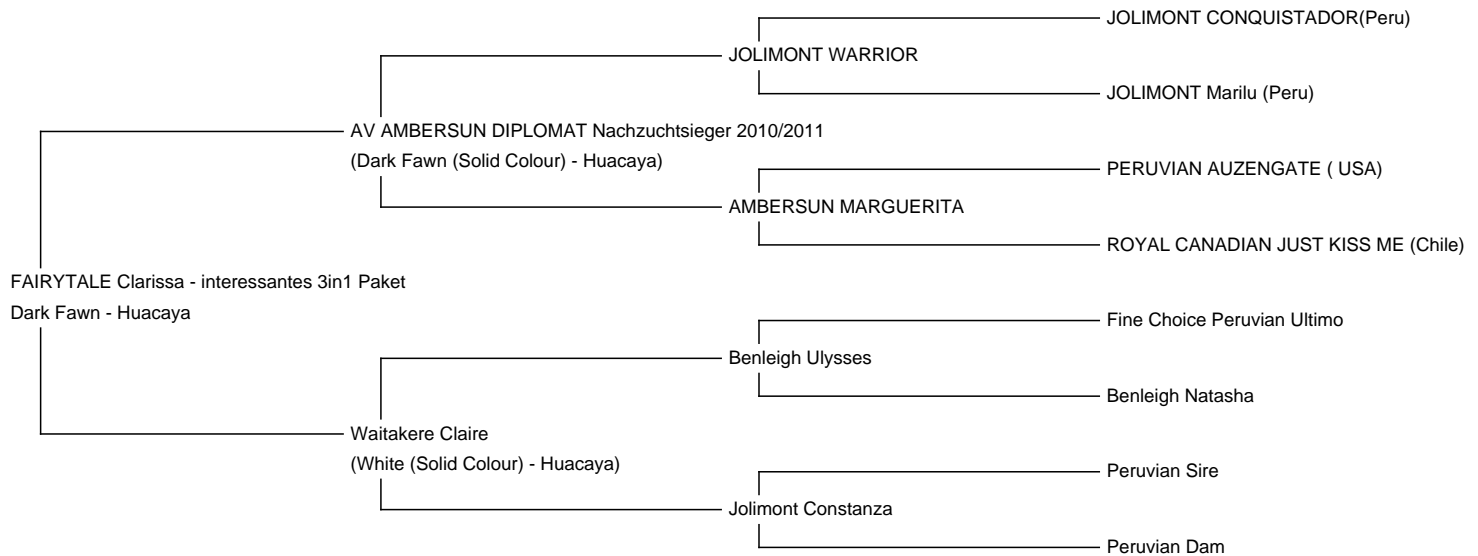 JOLIMONT CONQUISTADOR(Peru)
JOLIMONT WARRIOR
JOLIMONT Marilu (Peru)
AV AMBERSUN DIPLOMAT Nachzuchtsieger 2010/2011
(Dark Fawn (Solid Colour) - Huacaya)
PERUVIAN AUZENGATE ( USA)
AMBERSUN MARGUERITA
ROYAL CANADIAN JUST KISS ME (Chile)
FAIRYTALE Clarissa - interessantes 3in1 Paket
Dark Fawn - Huacaya
Fine Choice Peruvian Ultimo
Benleigh Ulysses
Benleigh Natasha
Waitakere Claire
(White (Solid Colour) - Huacaya)
Peruvian Sire
Jolimont Constanza
Peruvian Dam